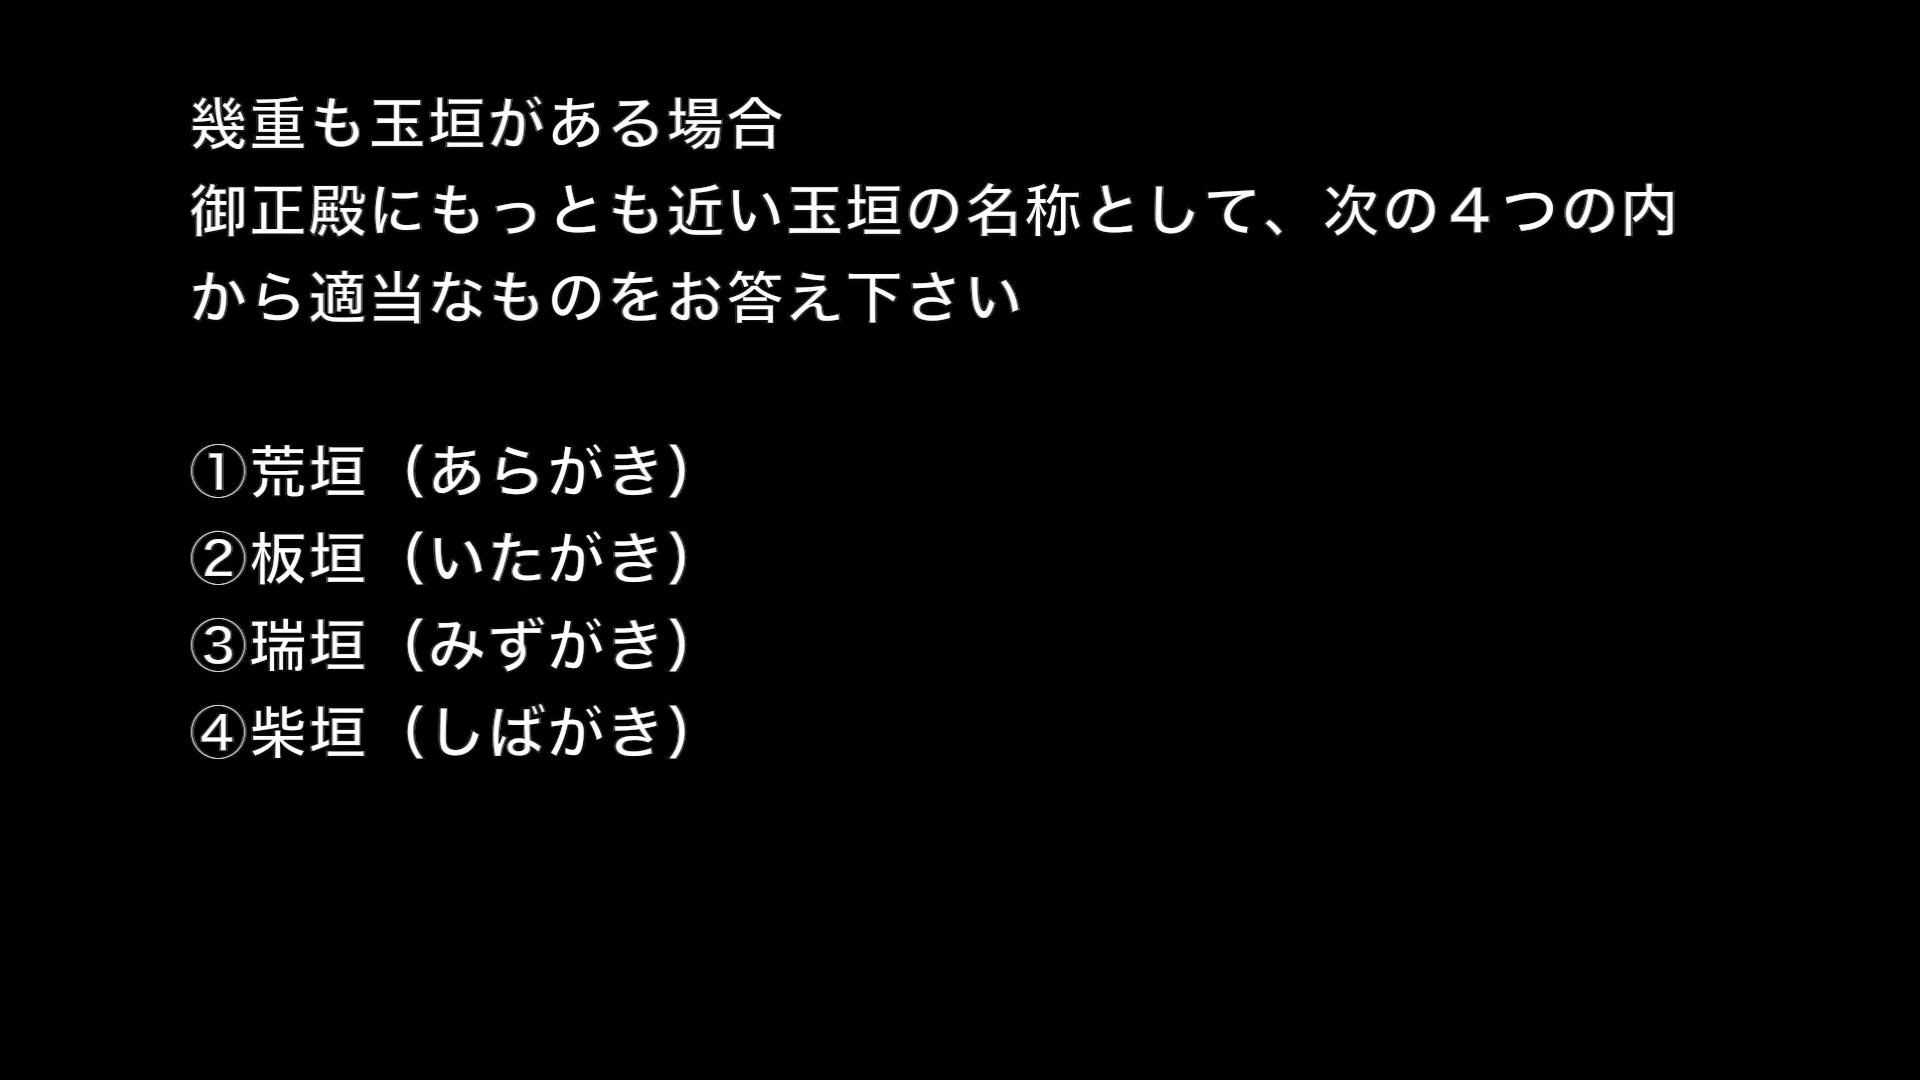 幾重も玉垣がある場合
御正殿にもっとも近い玉垣の名称として、次の４つの内
から適当なものをお答え下さい
①荒垣（あらがき）
②板垣（いたがき）
③瑞垣（みずがき）
④柴垣（しばがき）